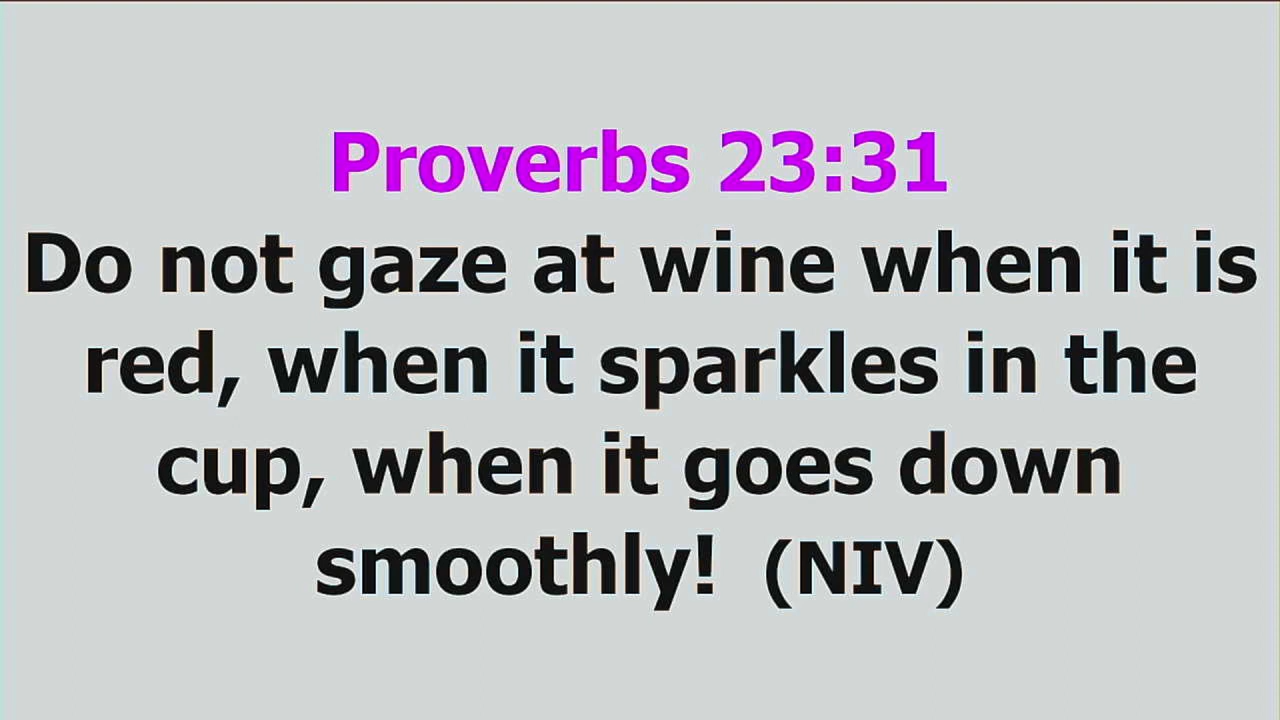 Proverbs 23:31
Do not gaze at wine when it is
red, when it sparkles in the
cup, when it goes down
smoothly! (NIV)